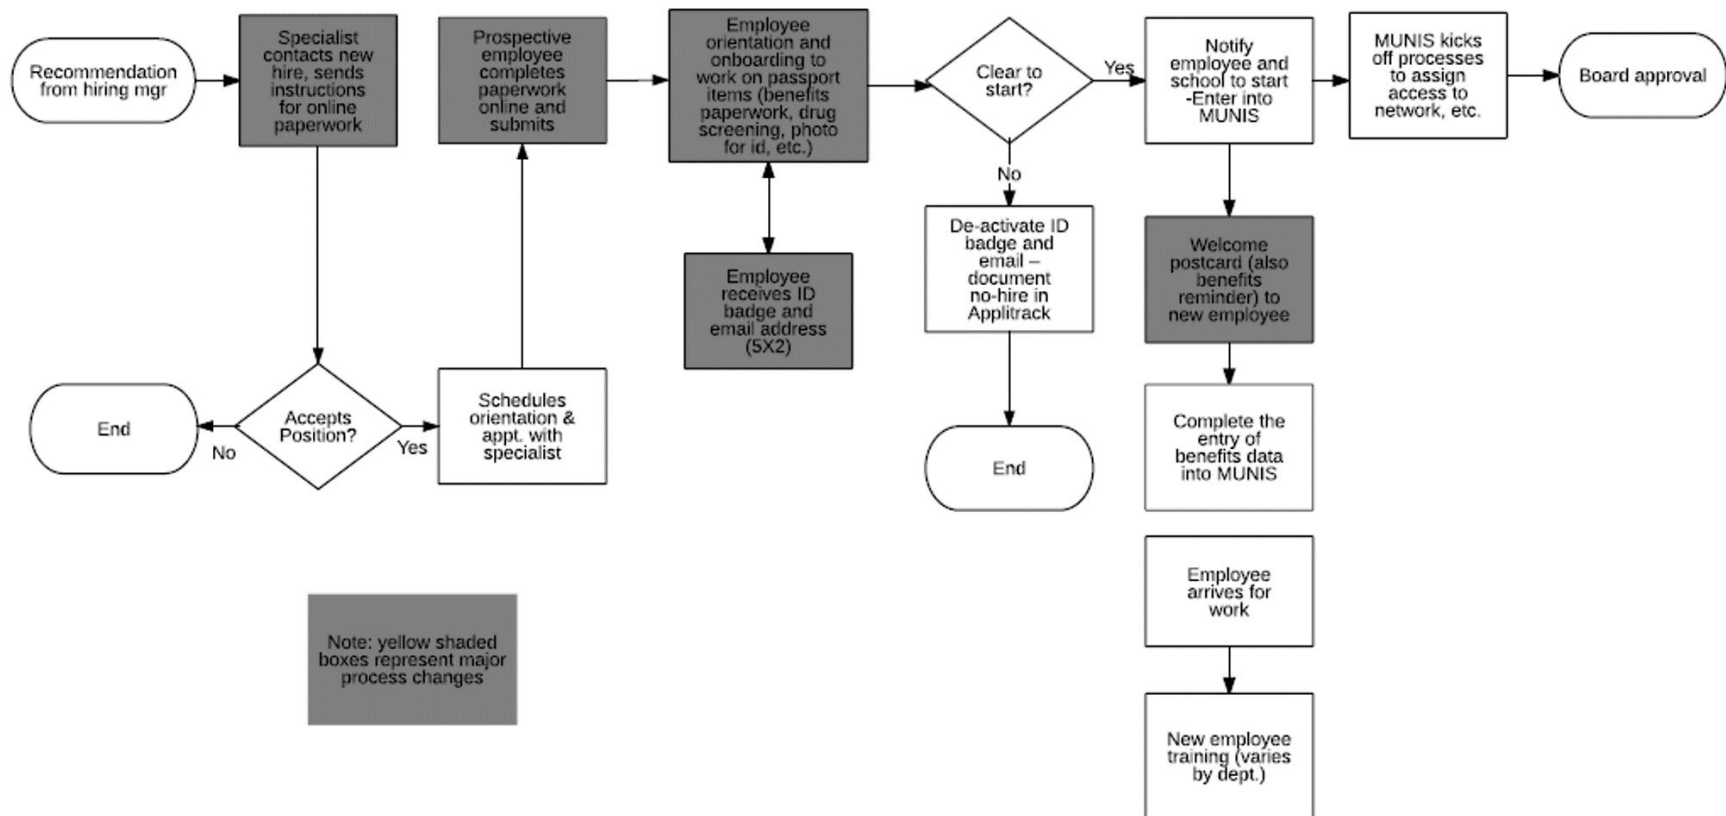 Recommendation
from hiring mgr
Specialist
contacts new
hire, sends
instructions
for online
paperwork
Prospective
employee
completes
paperwork
online and
submits
Employee
orientation and
onboarding to
work on passport
items (benefits
paperwork, drug
screening, photo
for id, etc.)
Clear to
start?
Yes
Notify
employee and
school to start
-Enter into
MUNIS
MUNIS kicks
off processes
to assign
access to
network, etc.
Board approval
No
De-activate ID
badge and
email –
document
no-hire in
Applitrack
Welcome
postcard (also
benefits
reminder) to
new employee
Employee
receives ID
badge and
email address
(5X2)
End
No
Accepts
Position?
Yes
Schedules
orientation &
appt. with
specialist
End
Complete the
entry of
benefits data
into MUNIS
Employee
arrives for
work
Note: yellow shaded
boxes represent major
process changes
New employee
training (varies
by dept.)